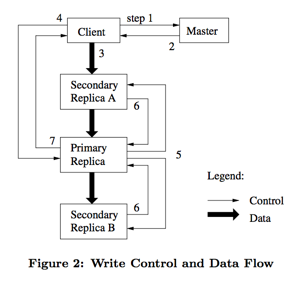 4
Client
step 1
Master
2
3
Secondary
Replica A
6
7
Primary
Replica
5
Legend:
Control
Data
6
Secondary
Replica B
Figure 2: Write Control and Data Flow